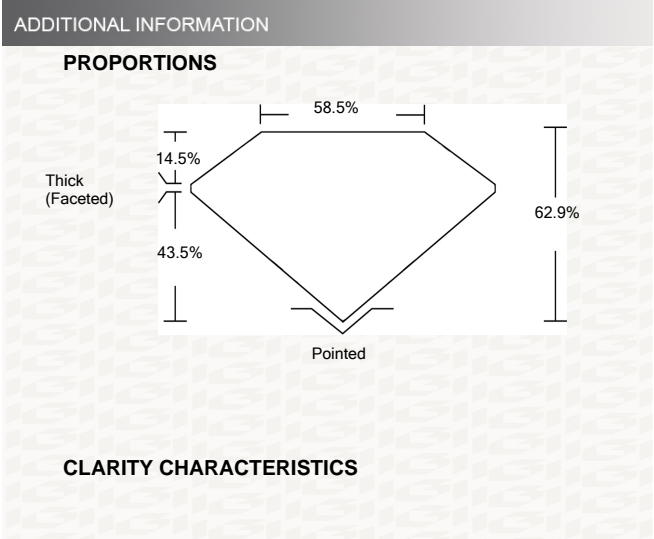 ADDITIONAL INFORMATION
PROPORTIONS
58.5%
14.5%
Thick
(Faceted)
62.9%
43.5%
Pointed
CLARITY CHARACTERISTICS